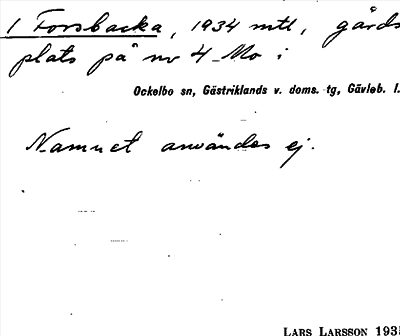 1 Forsbacka, 1934 mtl, gårds
plats på nr 4 Mo i
Ockelbo sn, Gästriklands v. doms. tg, Gävleb. l.
Namnet användes ej.
LARS LARSSON 193